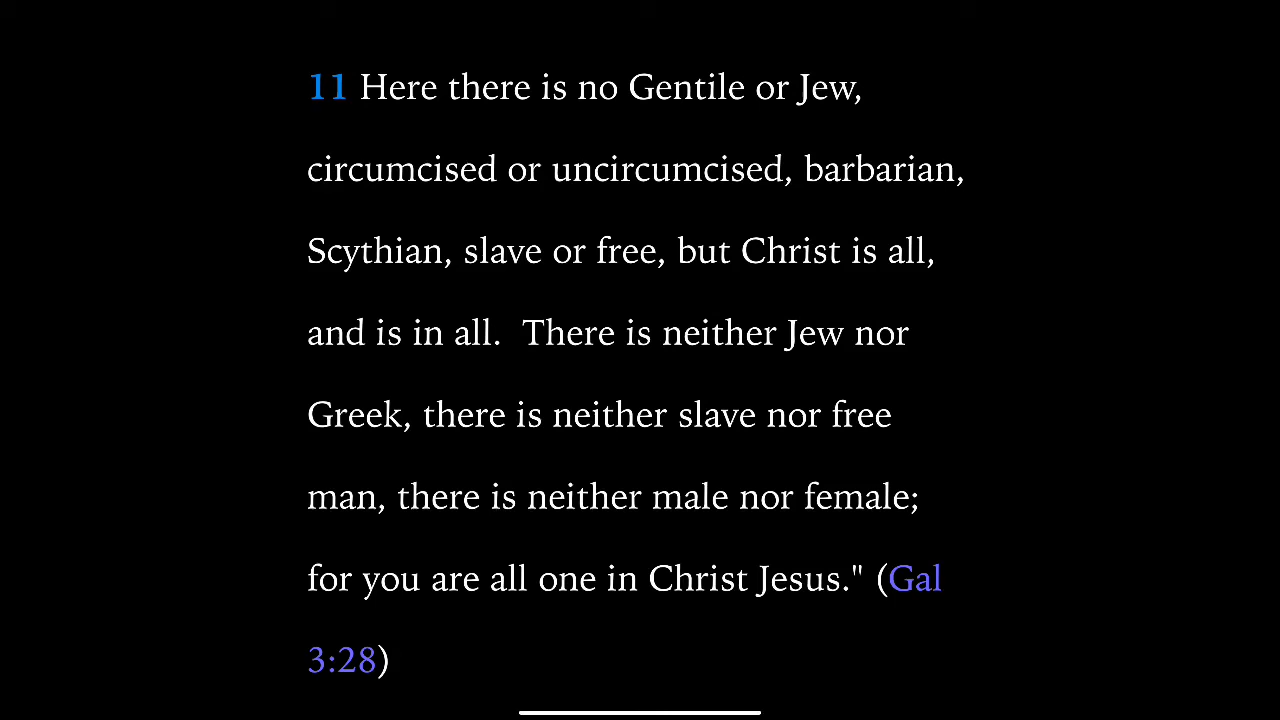 11 Here there is no Gentile or Jew,
circumcised or uncircumcised, barbarian,
Scythian, slave or free, but Christ is all,
and is in all.  There is neither Jew nor
Greek, there is neither slave nor free
man, there is neither male nor female;
for you are all one in Christ Jesus." (Gal
3:28)